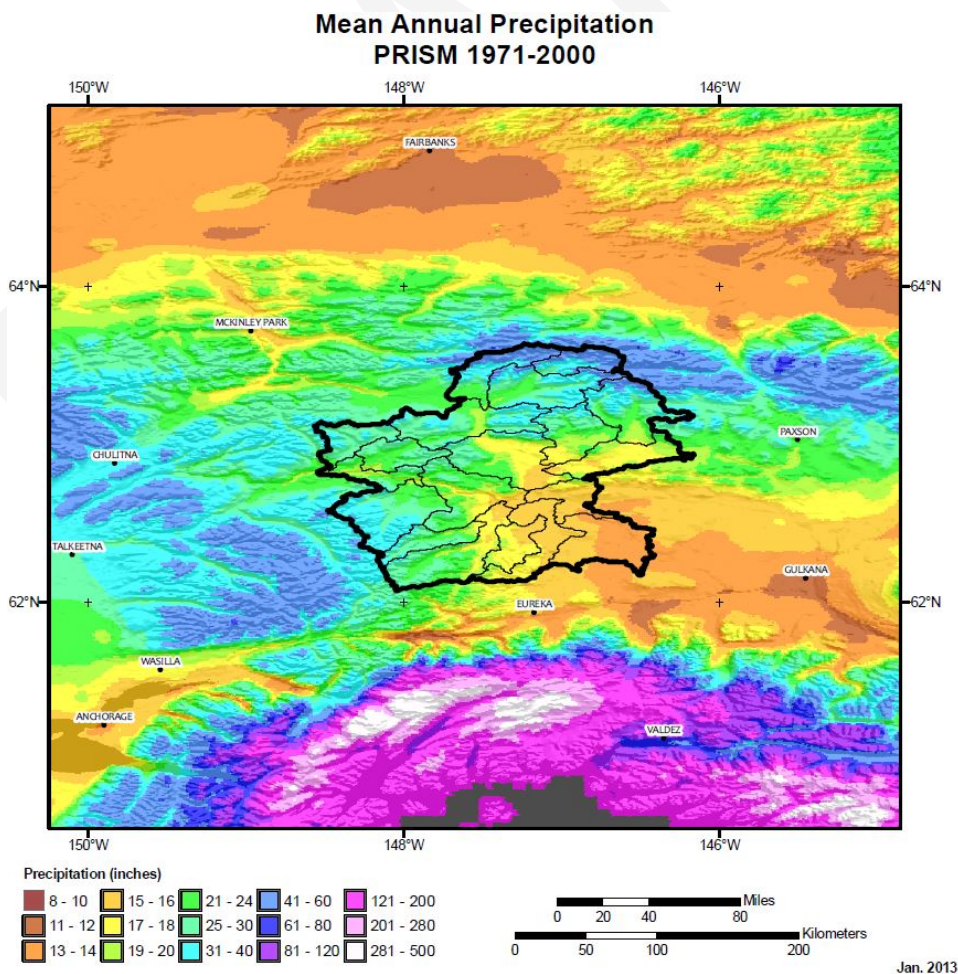 Mean Annual Precipitation
PRISM 1971-2000
150°W 148°W 146°W
FAIRBANKS
64°N 64°N
MCKINLEY PARK
PAXSON
CHULITNA
TALKEETNA
GULKANA
62°N 62°N
EUREKA
WASILLA
ANCHORAGE
VALDEZ
150°W 148°W 146°W
Precipitation (inches)
8 - 10 15 - 16 21 - 24 41 - 60 121 - 200
11 - 12 17 - 18 25 - 30 61 - 80 201 - 280
13 - 14 19 - 20 31 - 40 81 - 120 281 - 500
Miles
0 20 40 80
Kilometers
0 50 100 200
Jan. 2013